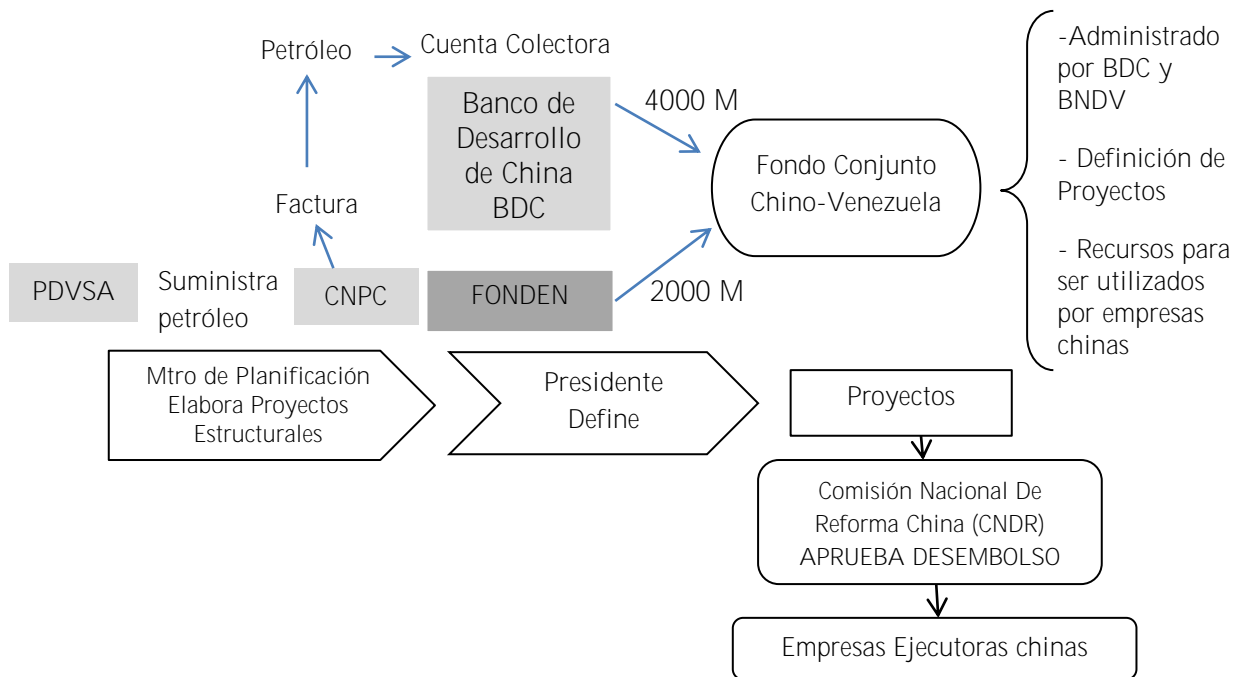 Petróleo
Cuenta Colectora
Banco de
Desarrollo
de China
BDC
4000 M
Fondo Conjunto
Chino-Venezuela
-Administrado
por BDC y
BNDV
- Definición de
Proyectos
- Recursos para
ser utilizados
por empresas
chinas
Factura
PDVSA
Suministra
petróleo
CNPC
FONDEN
2000 M
Mtro de Planificación
Elabora Proyectos
Estructurales
Presidente
Define
Proyectos
Comisión Nacional De
Reforma China (CNDR)
APRUEBA DESEMBOLSO
Empresas Ejecutoras chinas